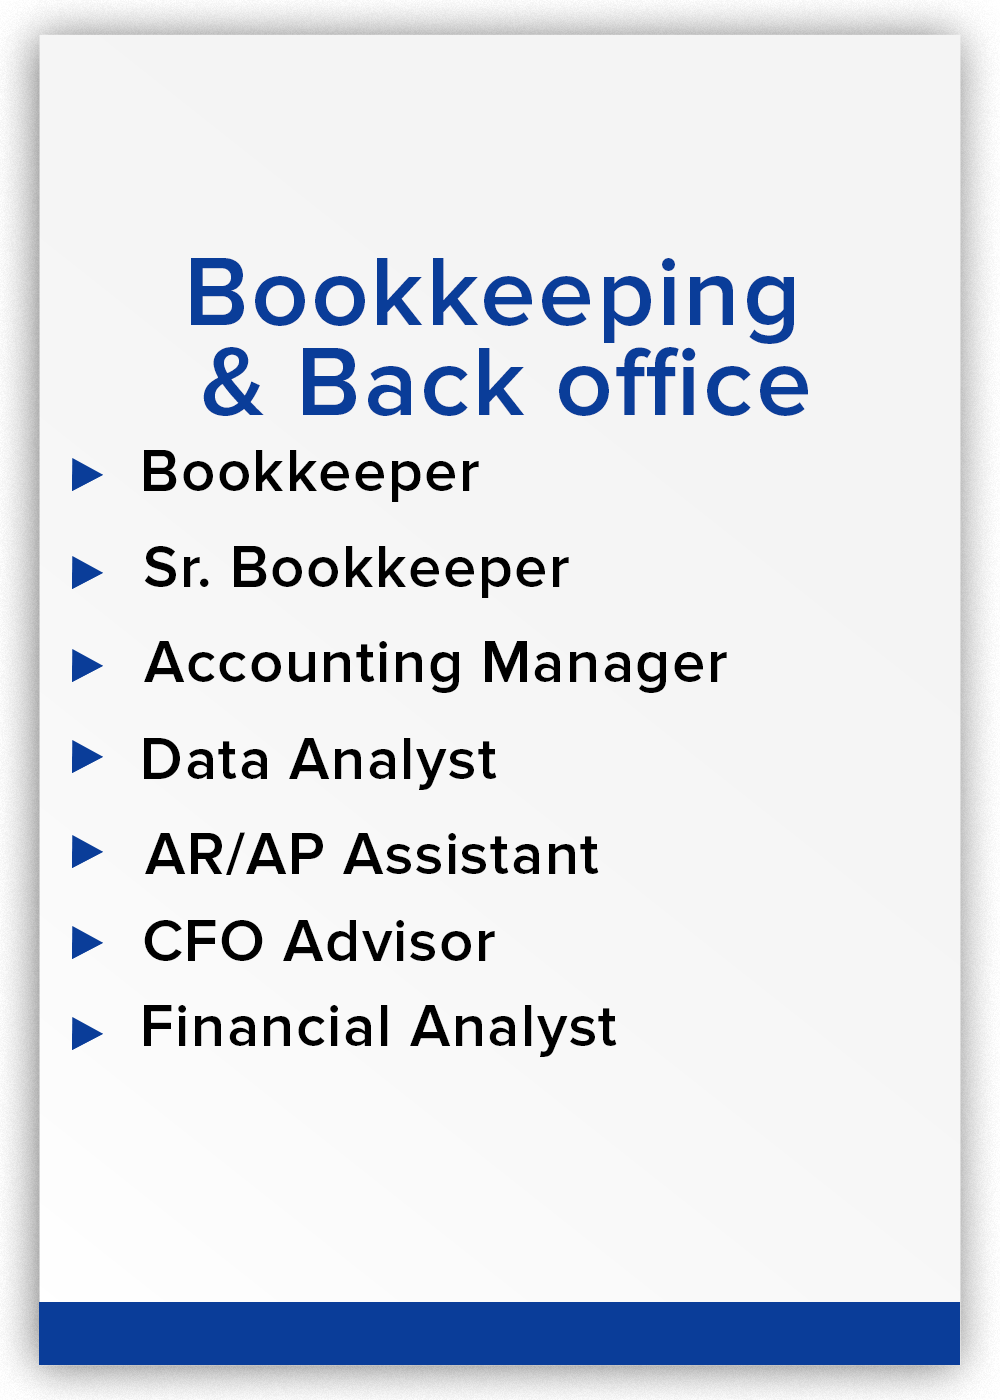 Bookkeeping
& Back office
Bookkeeper
Sr. Bookkeeper
Accounting Manager
Data Analyst
AR/AP Assistant
CFO Advisor
Financial Analyst